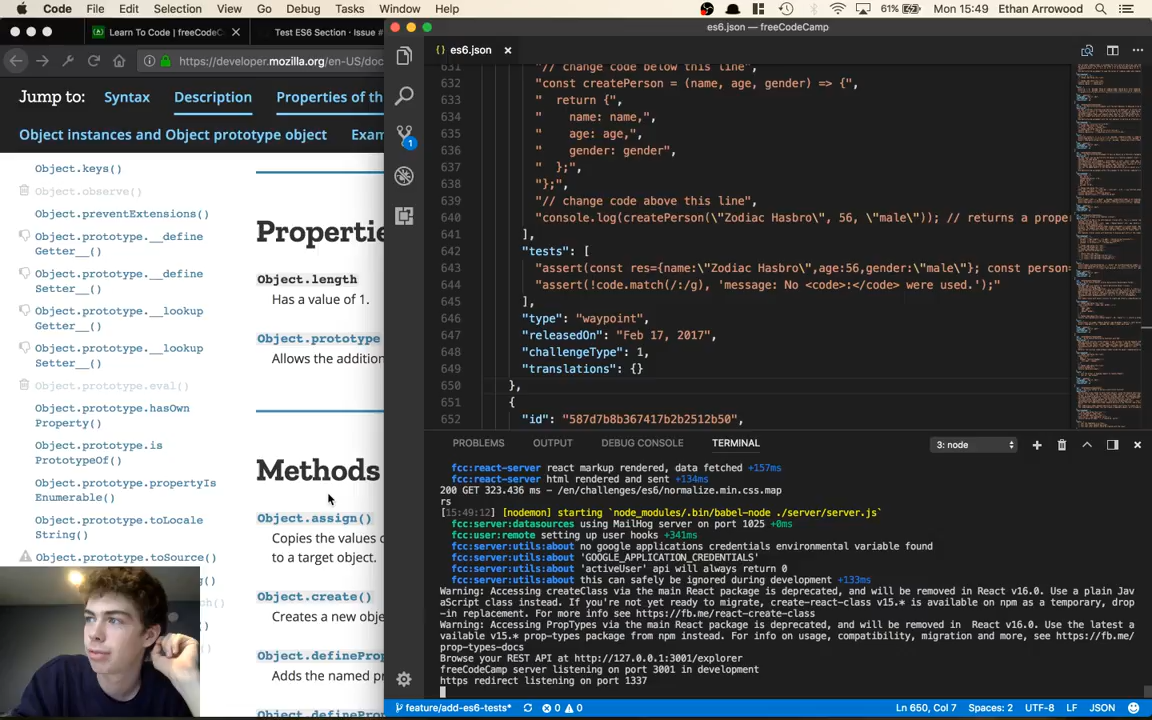 Code File Edit Selection View Go Debug Tasks Window Help 61% Mon 15:49 Ethan Arrowood
Learn To Code | freeCodeC
Test ES6 Section · Issue #
https://developer.mozilla.org/en-US/doc
Jump to: Syntax Description Properties of th
Object instances and Object prototype object Exam
Object.keys()
Object.observe()
Object.preventExtensions()
Object.prototype.__define
Getter__()
Object.prototype.__define
Setter__()
Object.prototype.__lookup
Getter__()
Object.prototype.__lookup
Setter__()
Object.prototype.eval()
Object.prototype.hasOwn
Property()
Object.prototype.is
PrototypeOf()
Object.prototype.propertyIs
Enumerable()
Object.prototype.toLocale
String()
Object.prototype.toSource()
Propertie
Object.length
Has a value of 1.
Object.prototype
Allows the addition
Methods
Object.assign()
Copies the values o
to a target object.
Object.create()
Creates a new obje
Object.defineProp
Adds the named pr
Object.defineProp
es6.json — freeCodeCamp
{} es6.json
631 "// change code below this line",
632 "const createPerson = (name, age, gender) => {",
633 " return {",
634 " name: name,",
635 " age: age,",
636 " gender: gender",
637 " };",
638 "};",
639 "// change code above this line",
640 "console.log(createPerson(\"Zodiac Hasbro\", 56, \"male\")); // returns a prope
641 ],
642 "tests": [
643 "assert(const res={name:\"Zodiac Hasbro\",age:56,gender:\"male\"}; const person=
644 "assert(!code.match(/:/g), 'message: No <code>:</code> were used.');"
645 ],
646 "type": "waypoint",
647 "releasedOn": "Feb 17, 2017",
648 "challengeType": 1,
649 "translations": {}
650 },
651 {
652 "id": "587d7b8b367417b2b2512b50",
PROBLEMS OUTPUT DEBUG CONSOLE TERMINAL 3: node
fcc:react-server react markup rendered, data fetched +157ms
fcc:react-server html rendered and sent +134ms
200 GET 323.436 ms - /en/challenges/es6/normalize.min.css.map
rs
[15:49:12] [nodemon] starting `node_modules/.bin/babel-node ./server/server.js`
fcc:server:datasources using MailHog server on port 1025 +0ms
fcc:user:remote setting up user hooks +341ms
fcc:server:utils:about no google applications credentials environmental variable found
fcc:server:utils:about 'GOOGLE_APPLICATION_CREDENTIALS'
fcc:server:utils:about 'activeUser' api will always return 0
fcc:server:utils:about this can safely be ignored during development +133ms
Warning: Accessing createClass via the main React package is deprecated, and will be removed in React v16.0. Use a plain Jav
aScript class instead. If you're not yet ready to migrate, create-react-class v15.* is available on npm as a temporary, drop
-in replacement. For more info see https://fb.me/react-create-class
Warning: Accessing PropTypes via the main React package is deprecated, and will be removed in  React v16.0. Use the latest a
vailable v15.* prop-types package from npm instead. For info on usage, compatibility, migration and more, see https://fb.me/
prop-types-docs
Browse your REST API at http://127.0.0.1:3001/explorer
freeCodeCamp server listening on port 3001 in development
https redirect listening on port 1337
feature/add-es6-tests* 0 0 Ln 650, Col 7 Spaces: 2 UTF-8 LF JSON